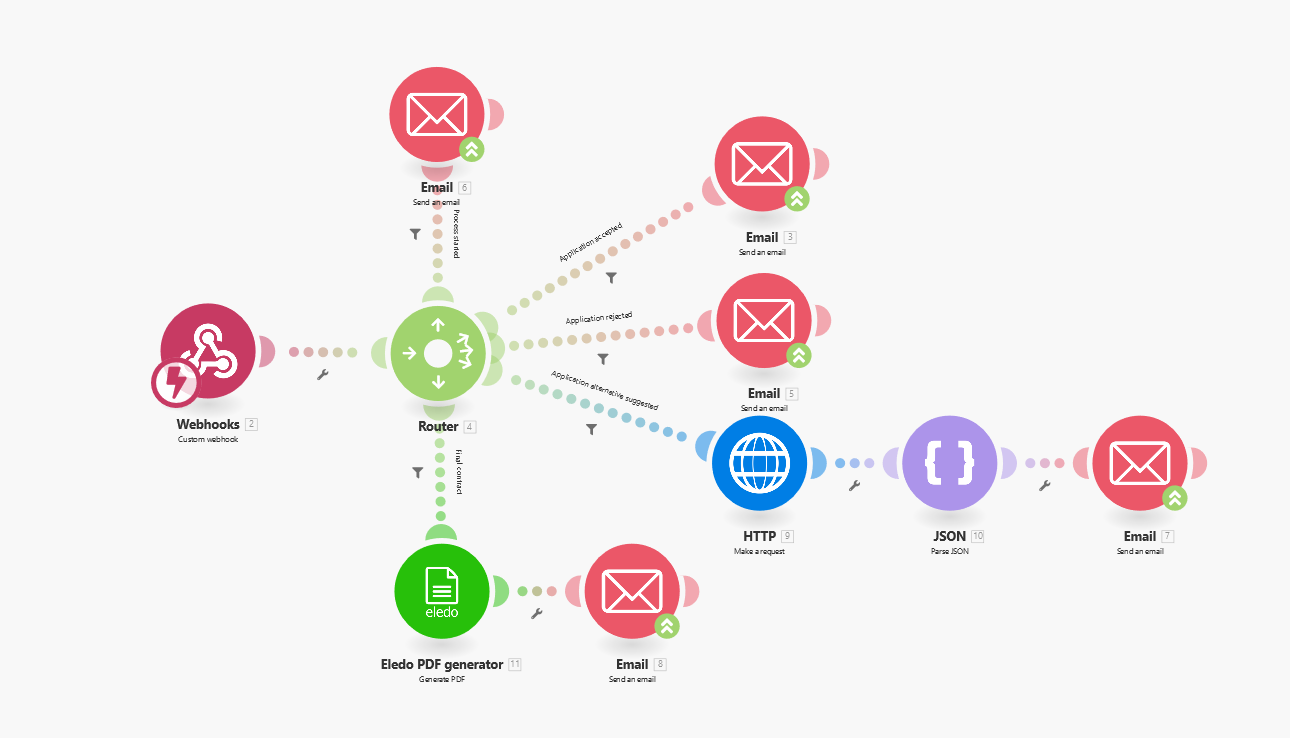 Email 6
Send an email
Process started
Application accepted
Email 3
Send an email
Application rejected
Email 5
Send an email
Application alternative suggested
Webhooks 2
Custom webhook
Router 4
Final contract
HTTP 9
Make a request
JSON 10
Parse JSON
Email 7
Send an email
eledo
Eledo PDF generator 11
Generate PDF
Email 8
Send an email